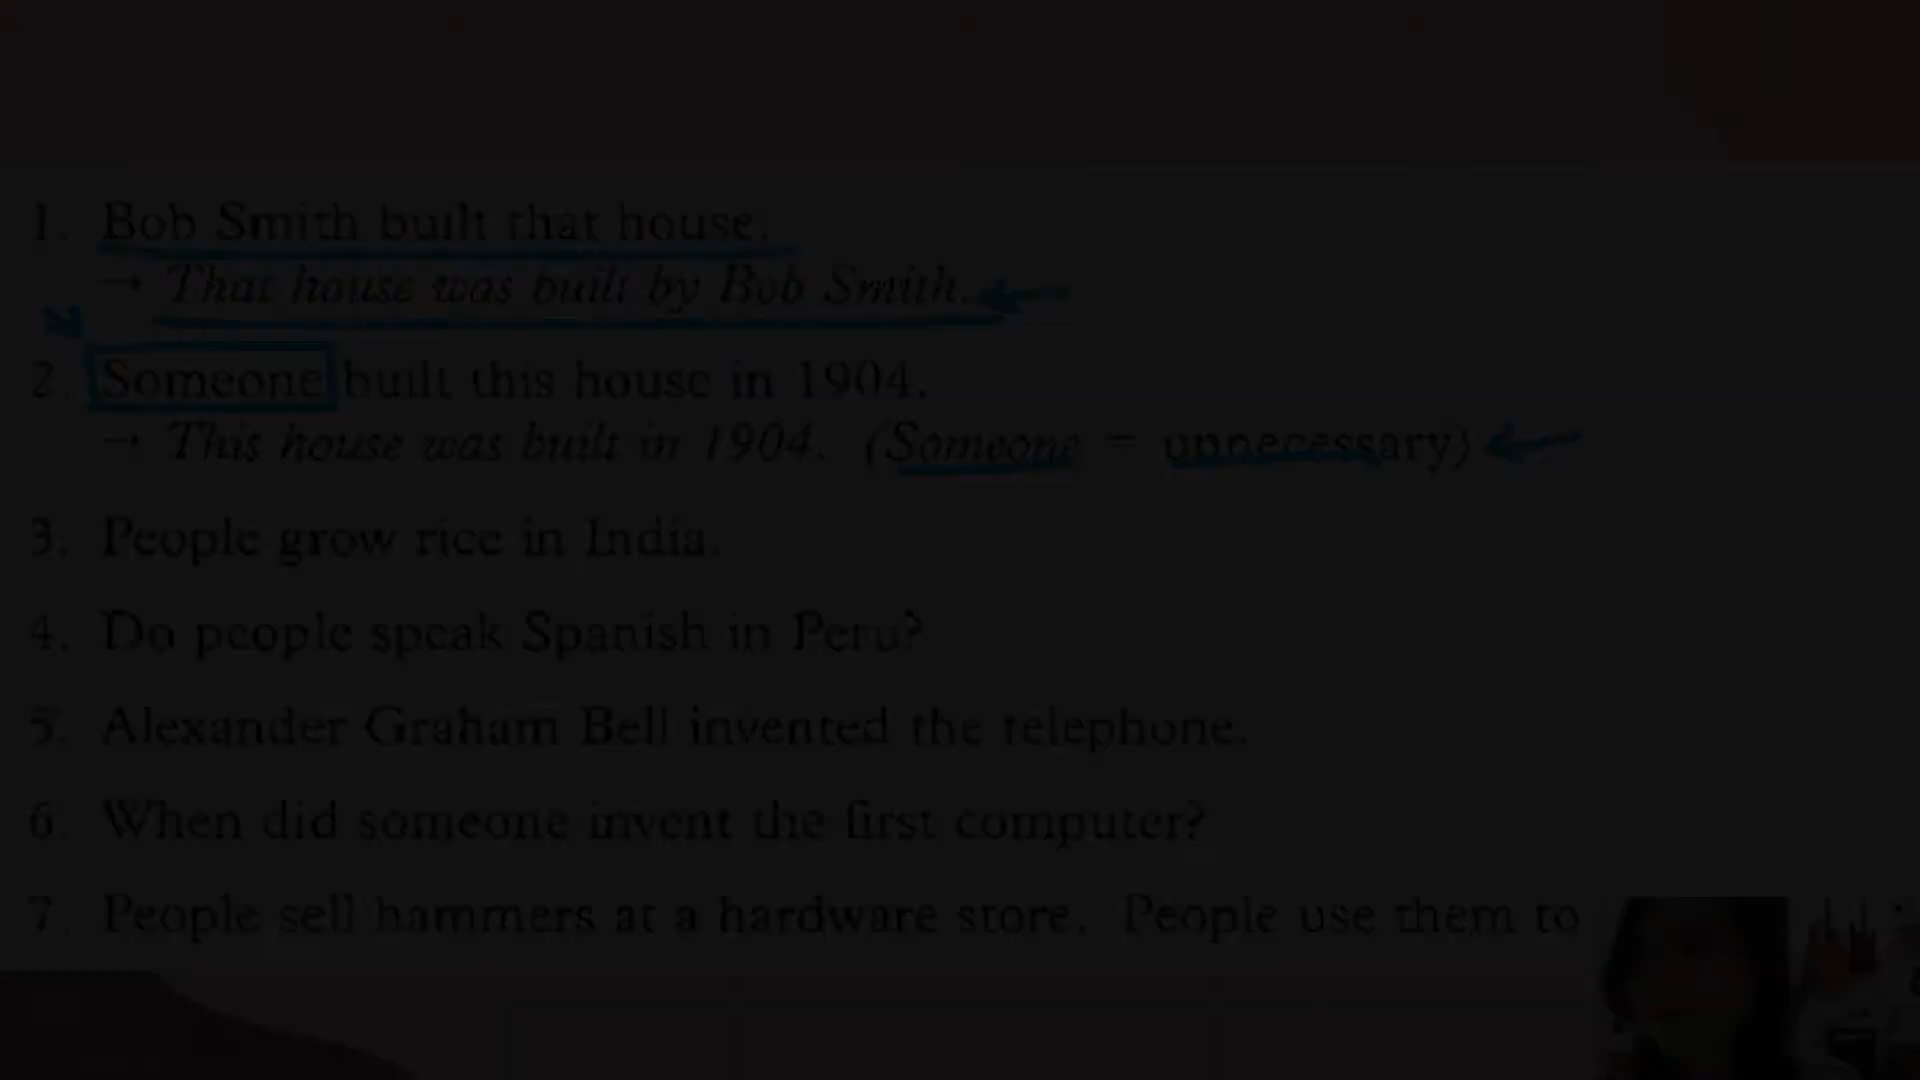 1. Bob Smith built that house.
→ That house was built by Bob Smith.
2. Someone built this house in 1904.
→ This house was built in 1904. (Someone = unnecessary)
3. People grow rice in India.
4. Do people speak Spanish in Peru?
5. Alexander Graham Bell invented the telephone.
6. When did someone invent the first computer?
7. People sell hammers at a hardware store. People use them to